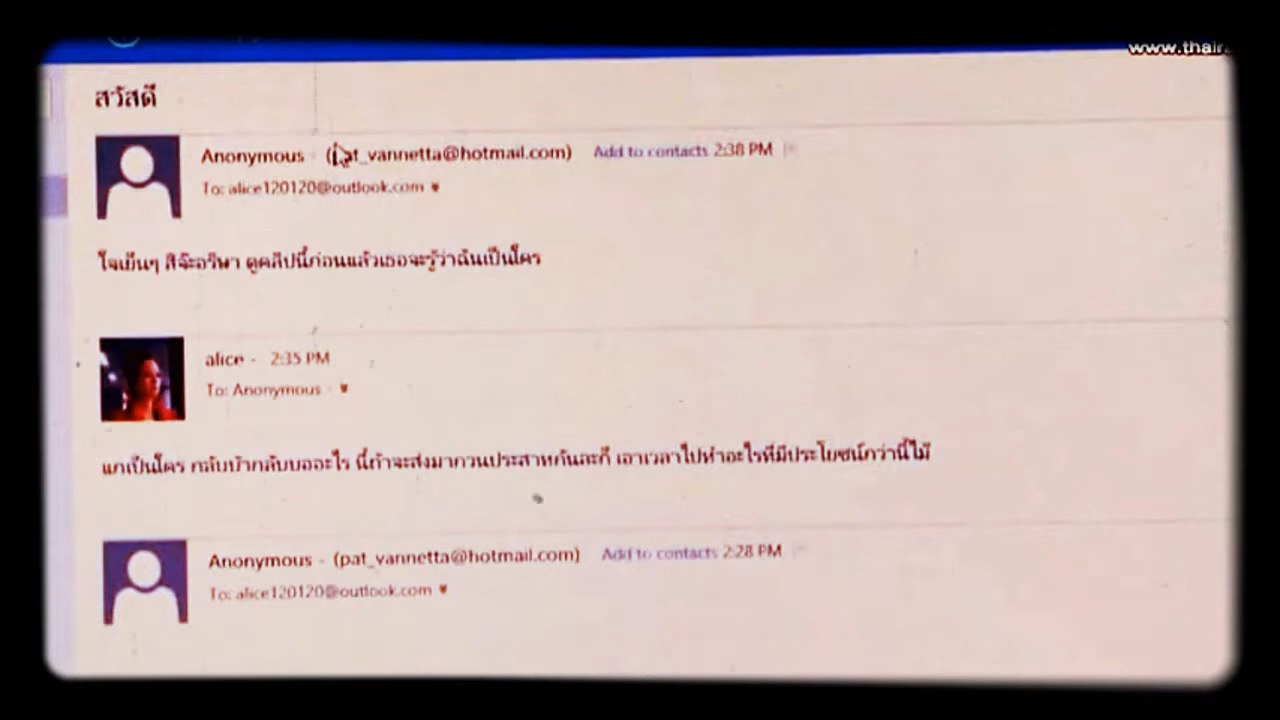 www.thair
สวัสดี
Anonymous - (pat_vannetta@hotmail.com) Add to contacts 2:38 PM
To: alice120120@outlook.com
ใจเย็นๆ สิจ๊ะอวิษา ดูคลิปนี้ก่อนแล้วเธอจะรู้ว่าฉันเป็นใคร
alice - 2:35 PM
To: Anonymous
แกเป็นใคร กลับบ้ากลับบออะไร นี่ถ้าจะส่งมากวนประสาทกันละก็ เอาเวลาไปทำอะไรที่มีประโยชน์กว่านี้ไม๊
Anonymous - (pat_vannetta@hotmail.com) Add to contacts 2:28 PM
To: alice120120@outlook.com